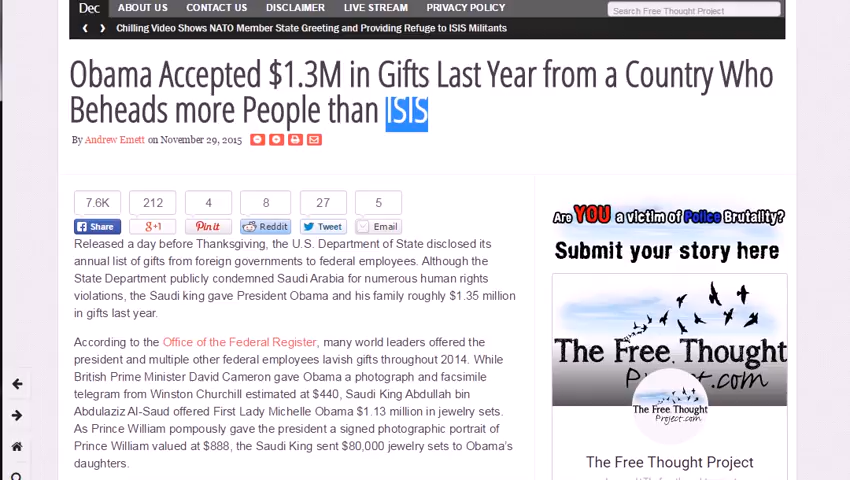 Dec ABOUT US CONTACT US DISCLAIMER LIVE STREAM PRIVACY POLICY Search Free Thought Project
Chilling Video Shows NATO Member State Greeting and Providing Refuge to ISIS Militants
Obama Accepted $1.3M in Gifts Last Year from a Country Who
Beheads more People than ISIS
By Andrew Emett on November 29, 2015
7.6K 212 4 8 27 5
Share g+1 Pin it Reddit Tweet Email
Released a day before Thanksgiving, the U.S. Department of State disclosed its
annual list of gifts from foreign governments to federal employees. Although the
State Department publicly condemned Saudi Arabia for numerous human rights
violations, the Saudi king gave President Obama and his family roughly $1.35 million
in gifts last year.
According to the Office of the Federal Register, many world leaders offered the
president and multiple other federal employees lavish gifts throughout 2014. While
British Prime Minister David Cameron gave Obama a photograph and facsimile
telegram from Winston Churchill estimated at $440, Saudi King Abdullah bin
Abdulaziz Al-Saud offered First Lady Michelle Obama $1.13 million in jewelry sets.
As Prince William pompously gave the president a signed photographic portrait of
Prince William valued at $888, the Saudi King sent $80,000 jewelry sets to Obama's
daughters.
Are YOU a victim of Police Brutality?
Submit your story here
The Free Thought
Project.com
The Free Thought
Project.com
The Free Thought Project